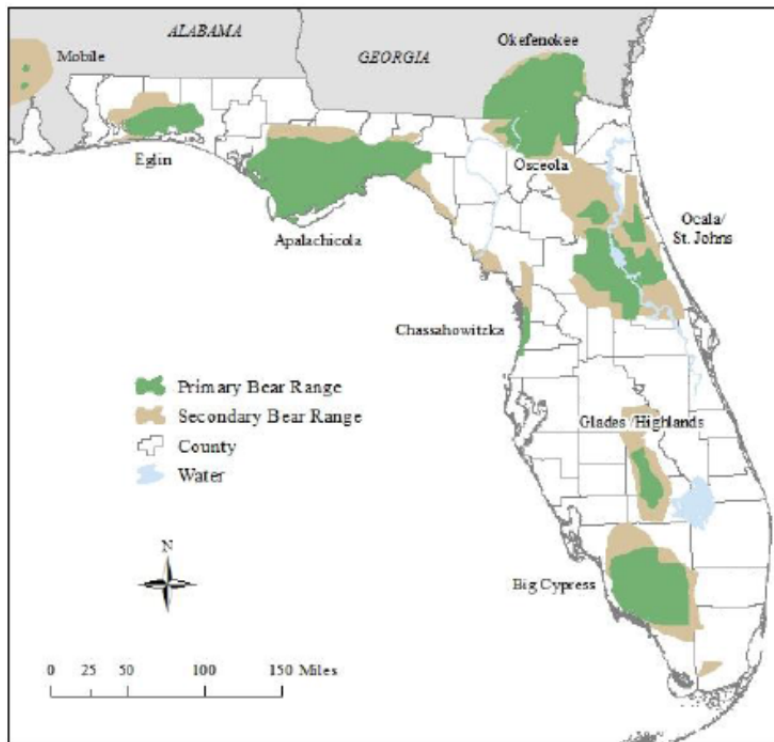 ALABAMA
Okefenokee
Mobile
GEORGIA
Eglin
Osceola
Ocala/
St. Johns
Apalachicola
Chassahowitzka
Primary Bear Range
Secondary Bear Range
County
Water
Glades /Highlands
N
Big Cypress
0 25 50 100 150 Miles